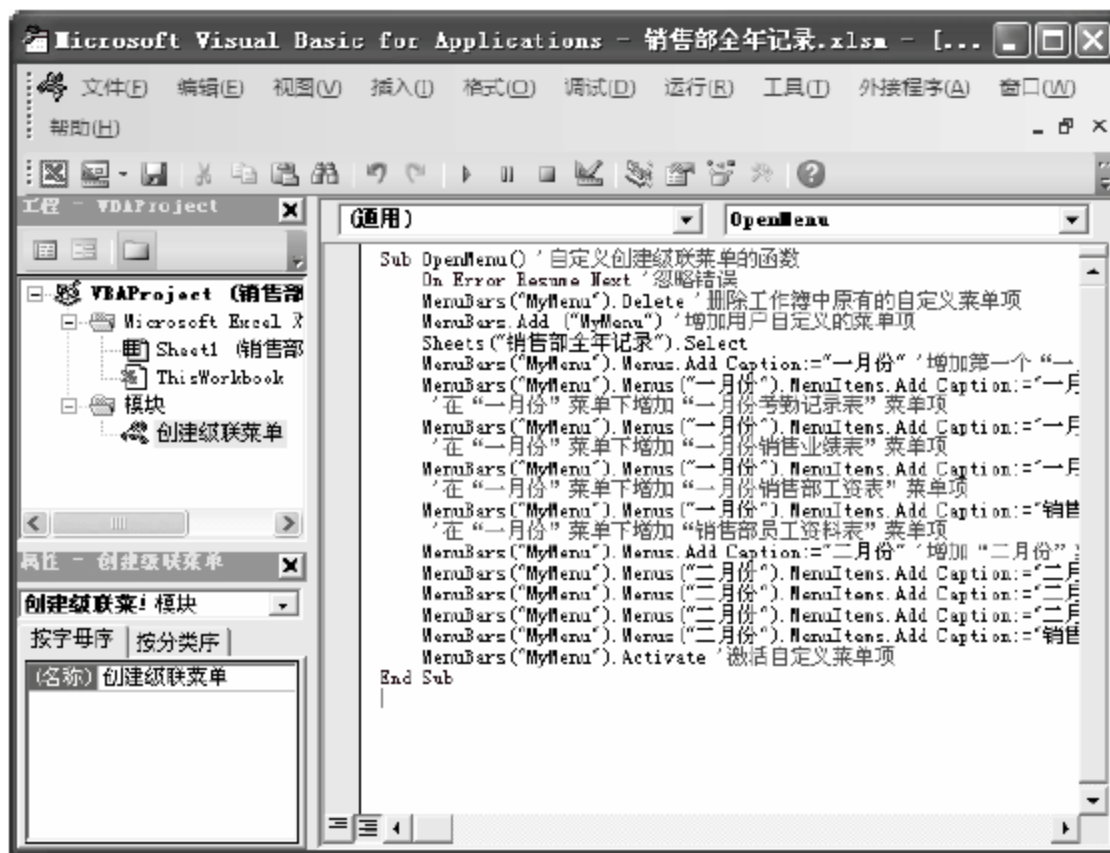 Microsoft Visual Basic for Applications - 销售部全年记录.xlsm - [...
文件(F) 编辑(E) 视图(V) 插入(I) 格式(O) 调试(D) 运行(R) 工具(T) 外接程序(A) 窗口(W)
帮助(H)
工程 - VBAProject
VBAProject (销售部
Microsoft Excel
Sheet1 (销售部
ThisWorkbook
模块
创建级联菜单
属性 - 创建级联菜单
创建级联菜 模块
按字母序 按分类序
(名称) 创建级联菜单
(通用) OpenMenu
Sub OpenMenu() '自定义创建级联菜单的函数
On Error Resume Next '忽略错误
MenuBars("MyMenu").Delete '删除工作簿中原有的自定义菜单项
MenuBars.Add ("MyMenu") '增加用户自定义的菜单项
Sheets("销售部全年记录").Select
MenuBars("MyMenu").Menus.Add Caption:="一月份" '增加第一个“一
MenuBars("MyMenu").Menus("一月份").MenuItems.Add Caption:="一月
'在“一月份”菜单下增加“一月份考勤记录表”菜单项
MenuBars("MyMenu").Menus("一月份").MenuItems.Add Caption:="一月
'在“一月份”菜单下增加“一月份销售业绩表”菜单项
MenuBars("MyMenu").Menus("一月份").MenuItems.Add Caption:="一月
'在“一月份”菜单下增加“一月份销售部工资表”菜单项
MenuBars("MyMenu").Menus("一月份").MenuItems.Add Caption:="销售
'在“一月份”菜单下增加“销售部员工资料表”菜单项
MenuBars("MyMenu").Menus.Add Caption:="二月份" '增加“二月份”
MenuBars("MyMenu").Menus("二月份").MenuItems.Add Caption:="二月
MenuBars("MyMenu").Menus("二月份").MenuItems.Add Caption:="二月
MenuBars("MyMenu").Menus("二月份").MenuItems.Add Caption:="二月
MenuBars("MyMenu").Menus("二月份").MenuItems.Add Caption:="销售
MenuBars("MyMenu").Activate '激活自定义菜单项
End Sub